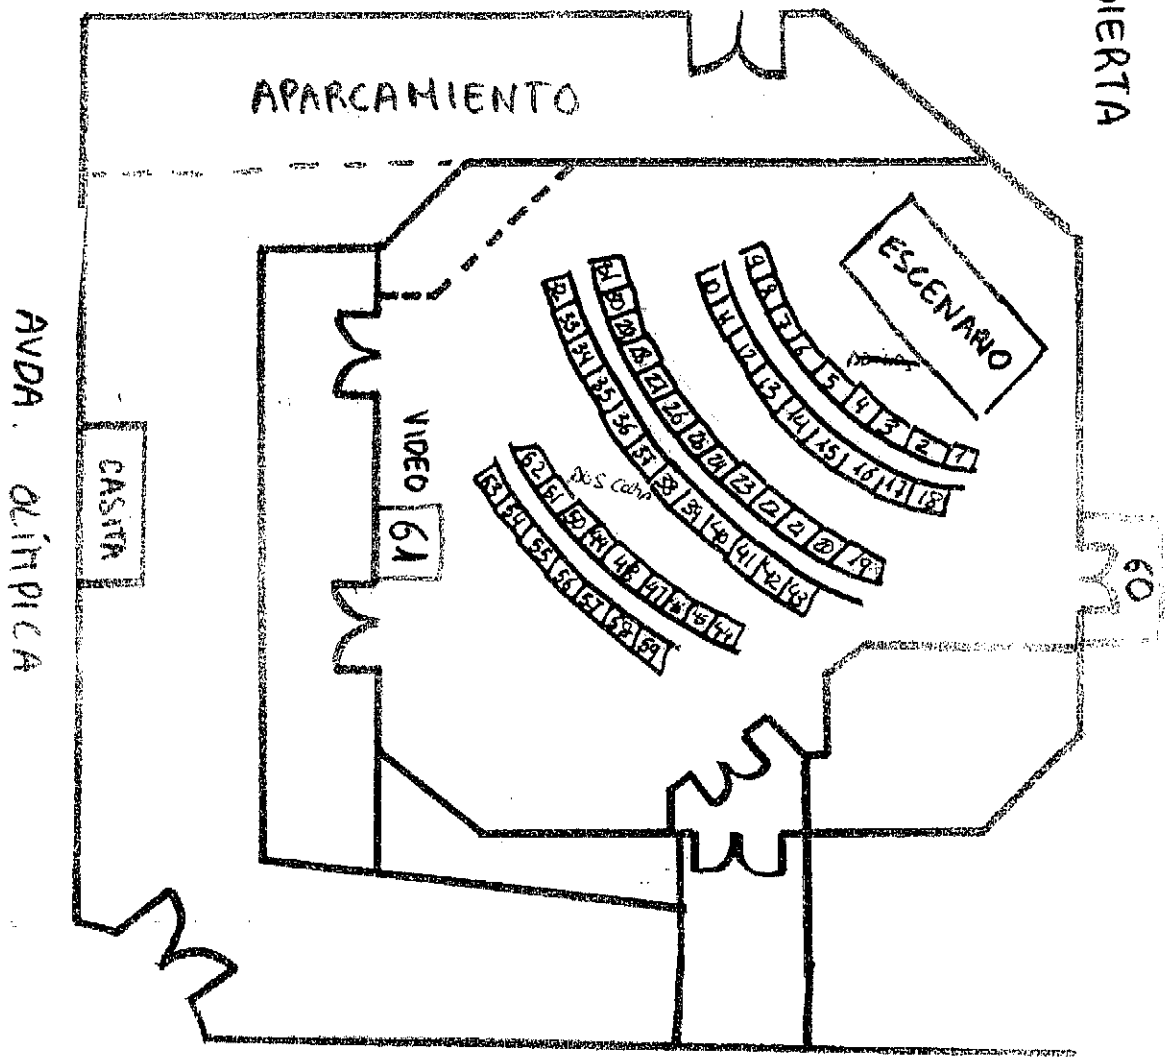 DIERTA
APARCAMIENTO
ESCENARIO
9 8 7 6 5 4 3 2 1
10 11 12 13 14 15 16 17 18
31 30 29 28 27 26 25 24 23 22 21 20 19
32 33 34 35 36 37 38 39 40 41 42 43
52 51 50 49 48 47 46 45 44
53 54 55 56 57 58 59
60
VIDEO
61
CASITA
AVDA. OLÍMPICA